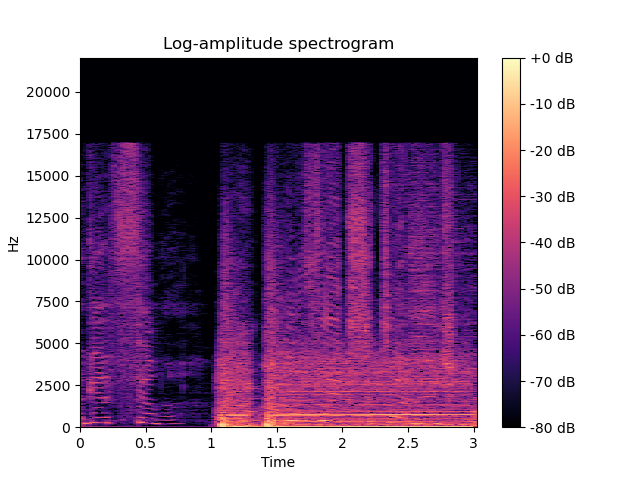 Log-amplitude spectrogram
Hz
20000
17500
15000
12500
10000
7500
5000
2500
0
0 0.5 1 1.5 2 2.5 3
Time
+0 dB
-10 dB
-20 dB
-30 dB
-40 dB
-50 dB
-60 dB
-70 dB
-80 dB